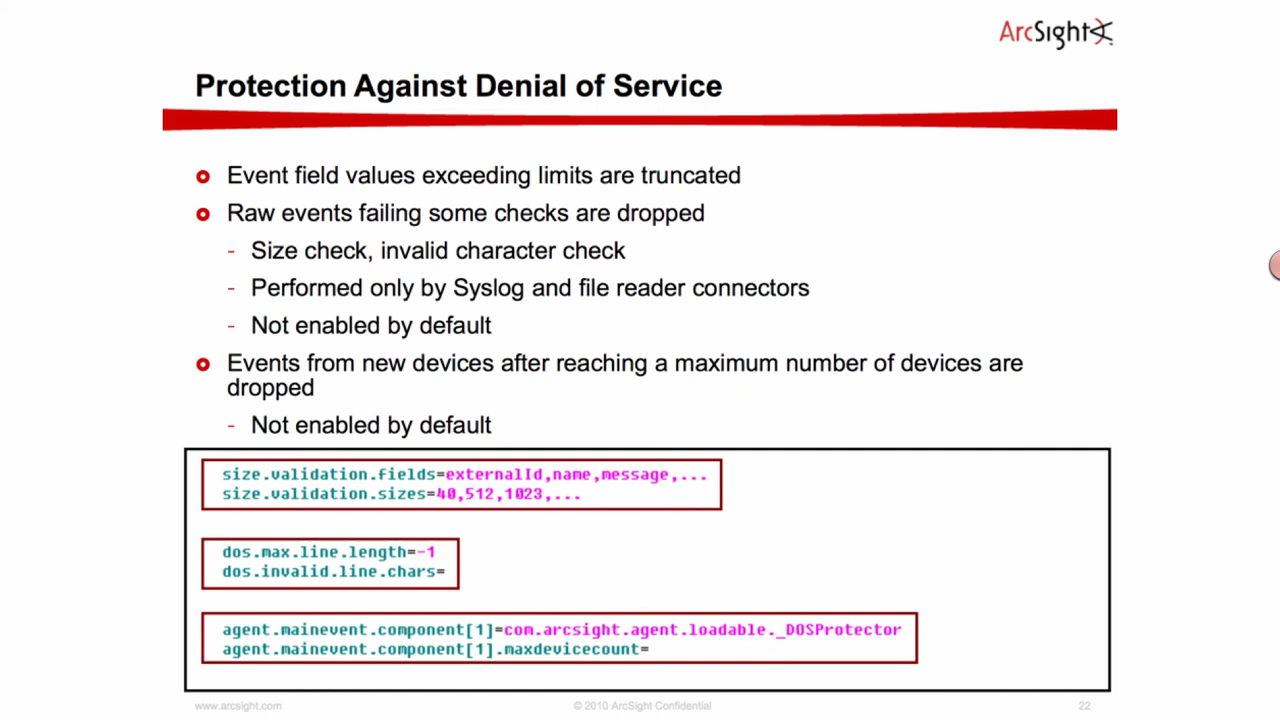 ArcSight
Protection Against Denial of Service
Event field values exceeding limits are truncated
Raw events failing some checks are dropped
- Size check, invalid character check
- Performed only by Syslog and file reader connectors
- Not enabled by default
Events from new devices after reaching a maximum number of devices are
dropped
- Not enabled by default
size.validation.fields=externalId,name,message,...
size.validation.sizes=40,512,1023,...
dos.max.line.length=-1
dos.invalid.line.chars=
agent.mainevent.component[1]=com.arcsight.agent.loadable._DOSProtector
agent.mainevent.component[1].maxdevicecount=
www.arcsight.com © 2010 ArcSight Confidential 22